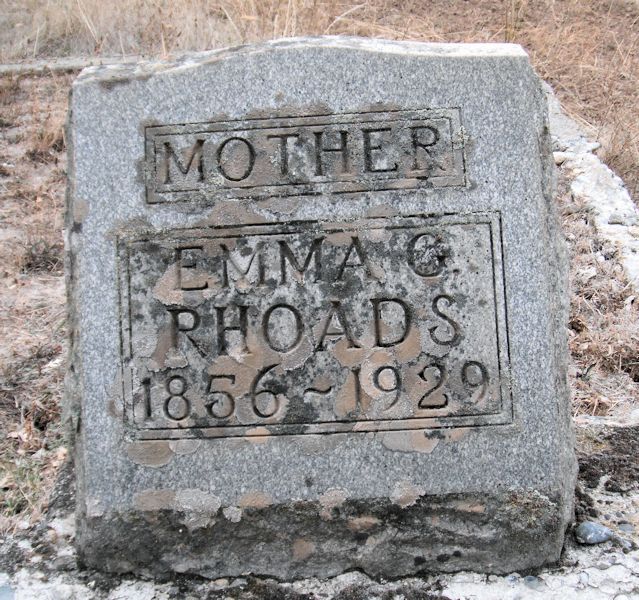 MOTHER
EMMA G.
RHOADS
1856~1929